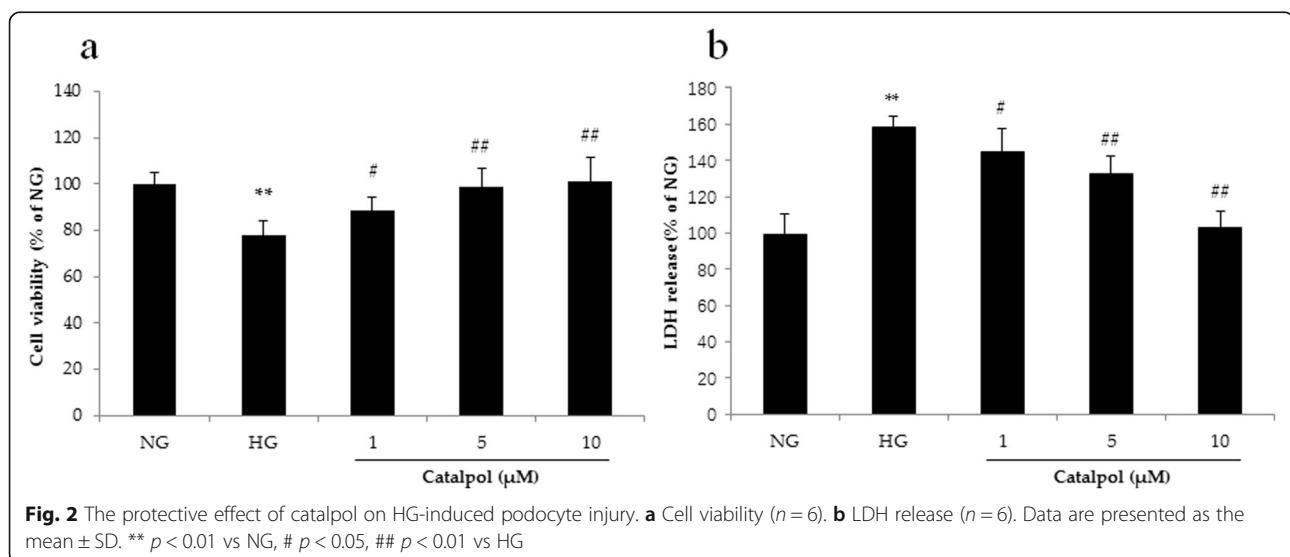 a
Cell viability (% of NG)
140
120
100
80
60
40
20
0
**
#
##
##
NG HG 1 5 10
Catalpol (µM)
b
LDH release (% of NG)
180
160
140
120
100
80
60
40
20
0
**
#
##
##
NG HG 1 5 10
Catalpol (µM)
Fig. 2 The protective effect of catalpol on HG-induced podocyte injury. a Cell viability (n = 6). b LDH release (n = 6). Data are presented as the
mean ± SD. ** p < 0.01 vs NG, # p < 0.05, ## p < 0.01 vs HG